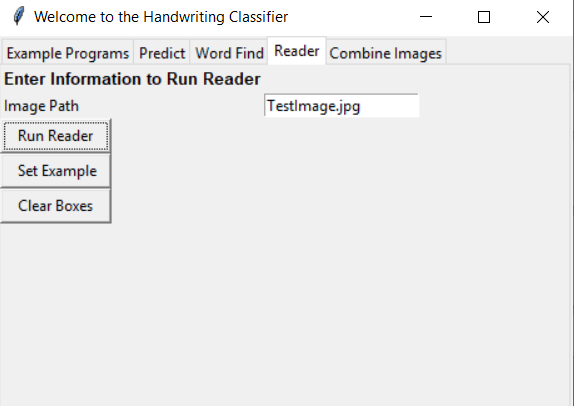 Welcome to the Handwriting Classifier
Example Programs Predict Word Find Reader Combine Images
Enter Information to Run Reader
Image Path TestImage.jpg
Run Reader
Set Example
Clear Boxes